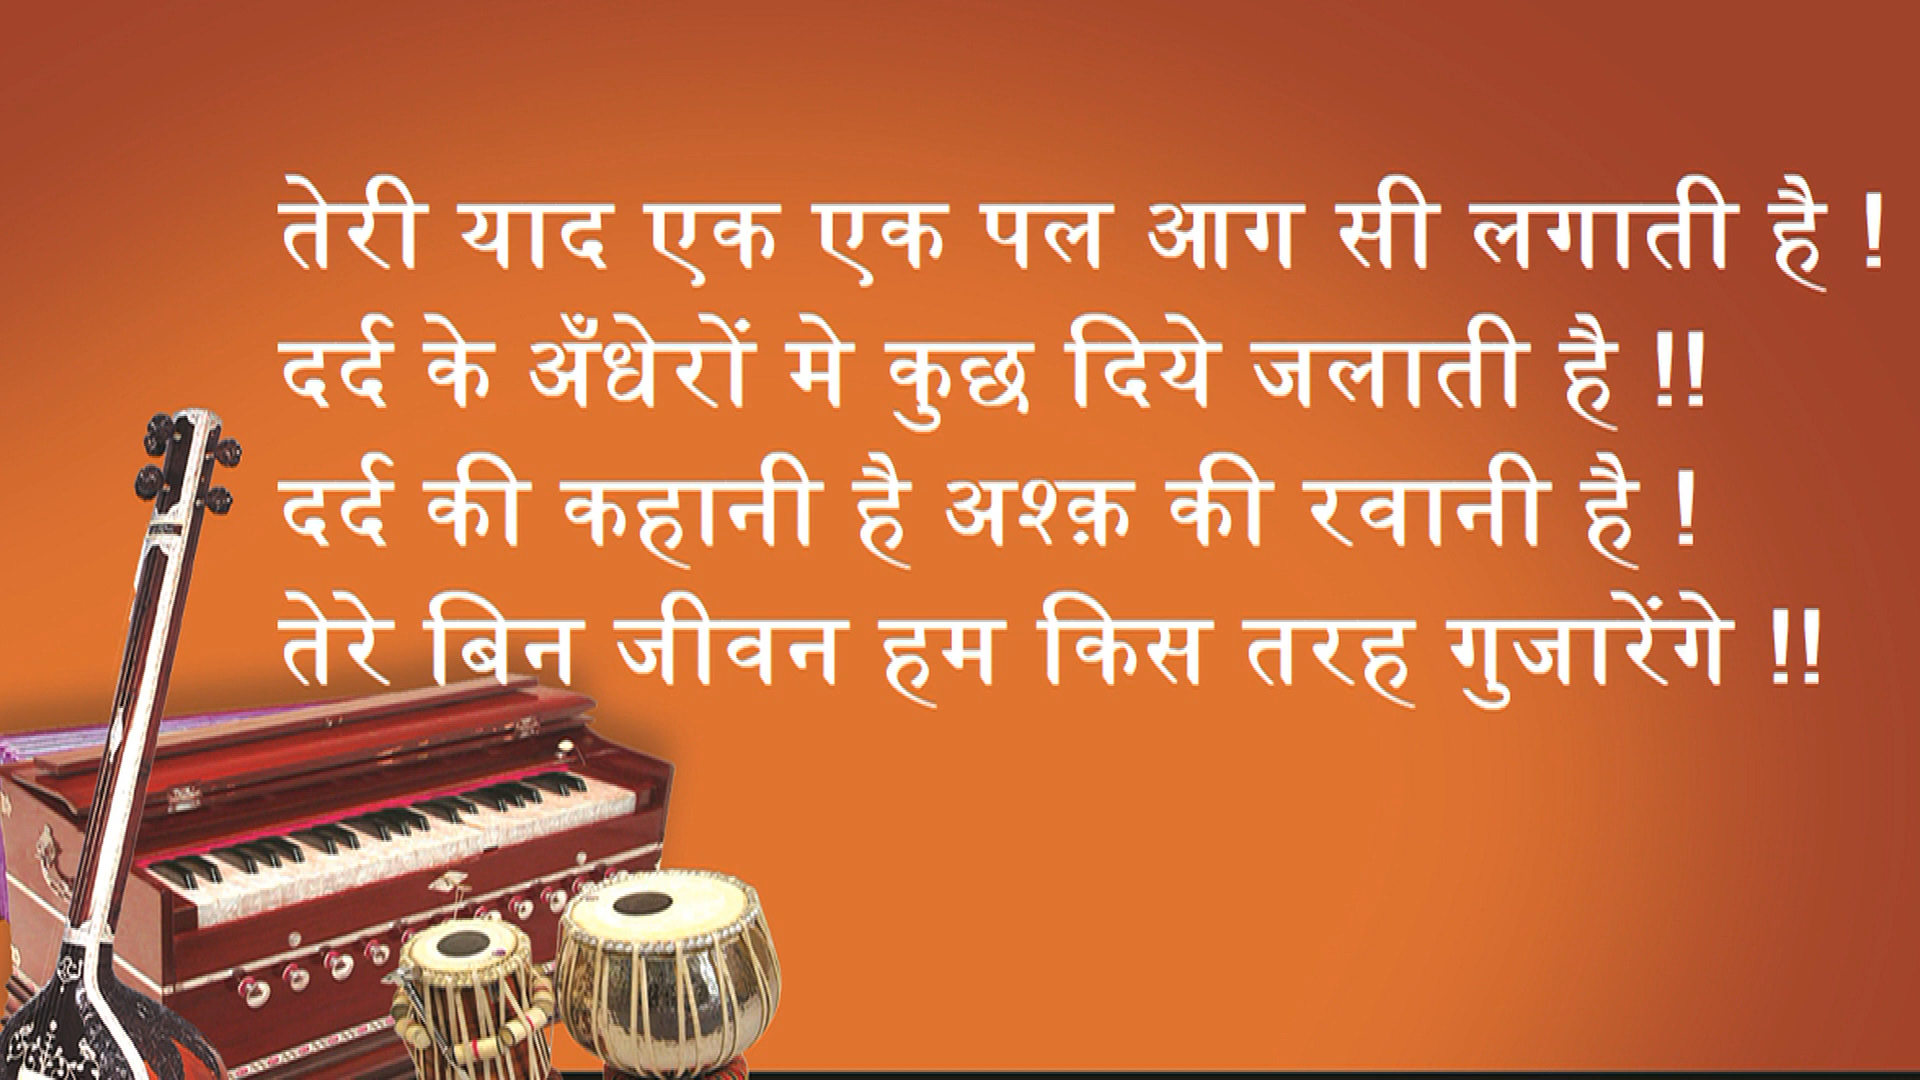 तेरी याद एक एक पल आग सी लगाती है !
दर्द के अँधेरों मे कुछ दिये जलाती है !!
दर्द की कहानी है अश्क़ की रवानी है !
तेरे बिन जीवन हम किस तरह गुजारेंगे !!